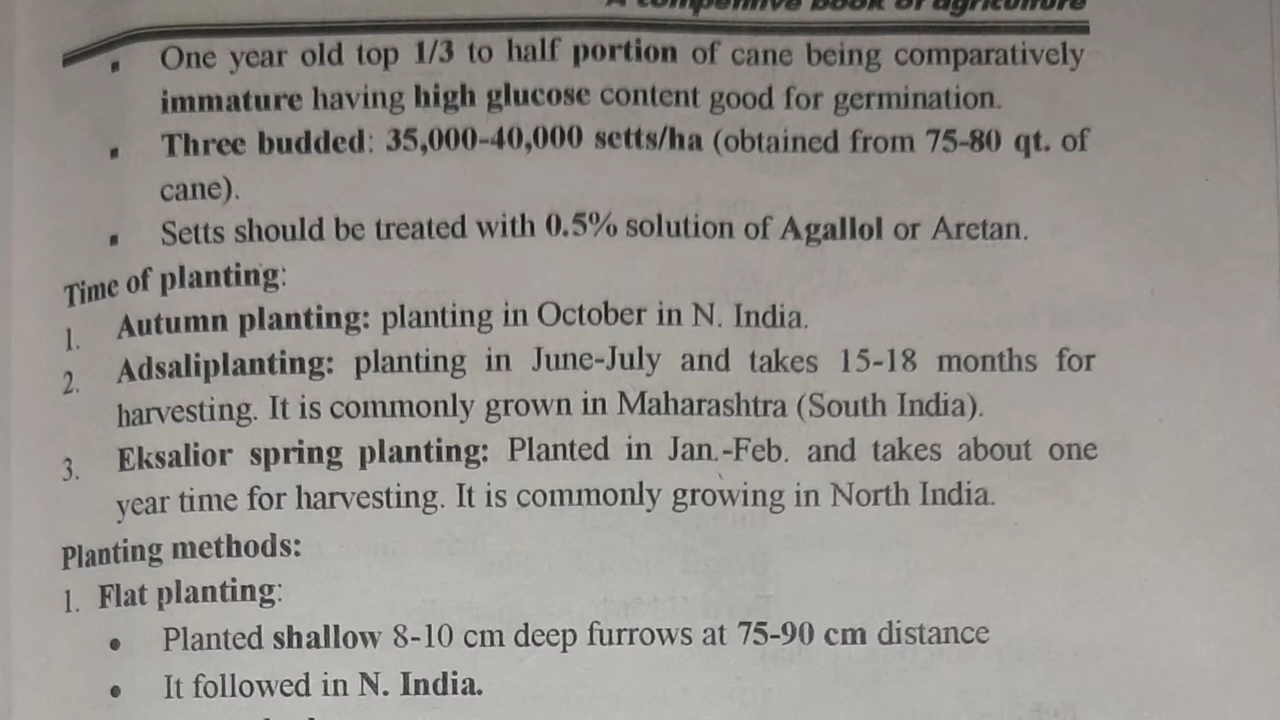 A competitive book of agriculture
▪ One year old top 1/3 to half portion of cane being comparatively
immature having high glucose content good for germination.
▪ Three budded: 35,000-40,000 setts/ha (obtained from 75-80 qt. of
cane).
▪ Setts should be treated with 0.5% solution of Agallol or Aretan.
Time of planting:
1. Autumn planting: planting in October in N. India.
2. Adsaliplanting: planting in June-July and takes 15-18 months for
harvesting. It is commonly grown in Maharashtra (South India).
3. Eksalior spring planting: Planted in Jan.-Feb. and takes about one
year time for harvesting. It is commonly growing in North India.
Planting methods:
1. Flat planting:
• Planted shallow 8-10 cm deep furrows at 75-90 cm distance
• It followed in N. India.